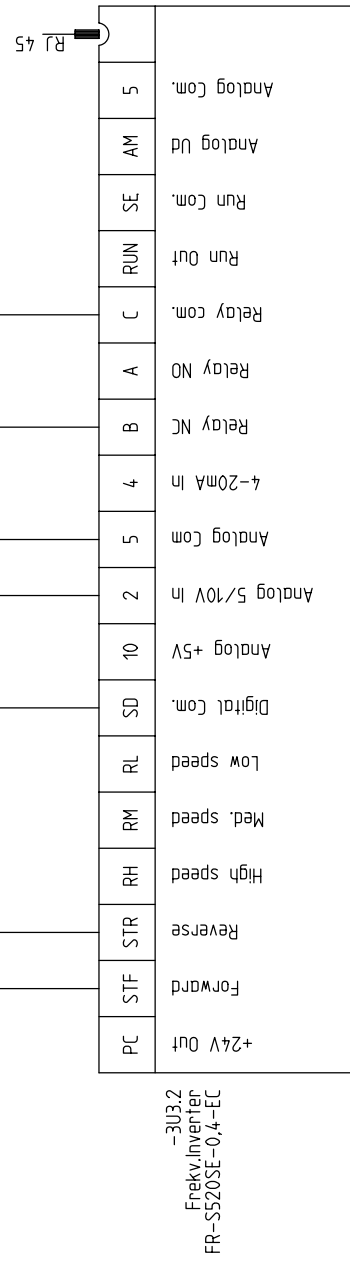 RJ 45
5 Analog Com.
AM Analog Ud
SE Run Com.
RUN Run Out
C Relay com.
A Relay NO
B Relay NC
4 4-20mA In
5 Analog Com
2 Analog 5/10V In
10 Analog +5V
SD Digital Com.
RL Low speed
RM Med. speed
RH High speed
STR Reverse
STF Forward
PC +24V Out
-3U3.2
Frekv.Inverter
FR-S520SE-0,4-EC